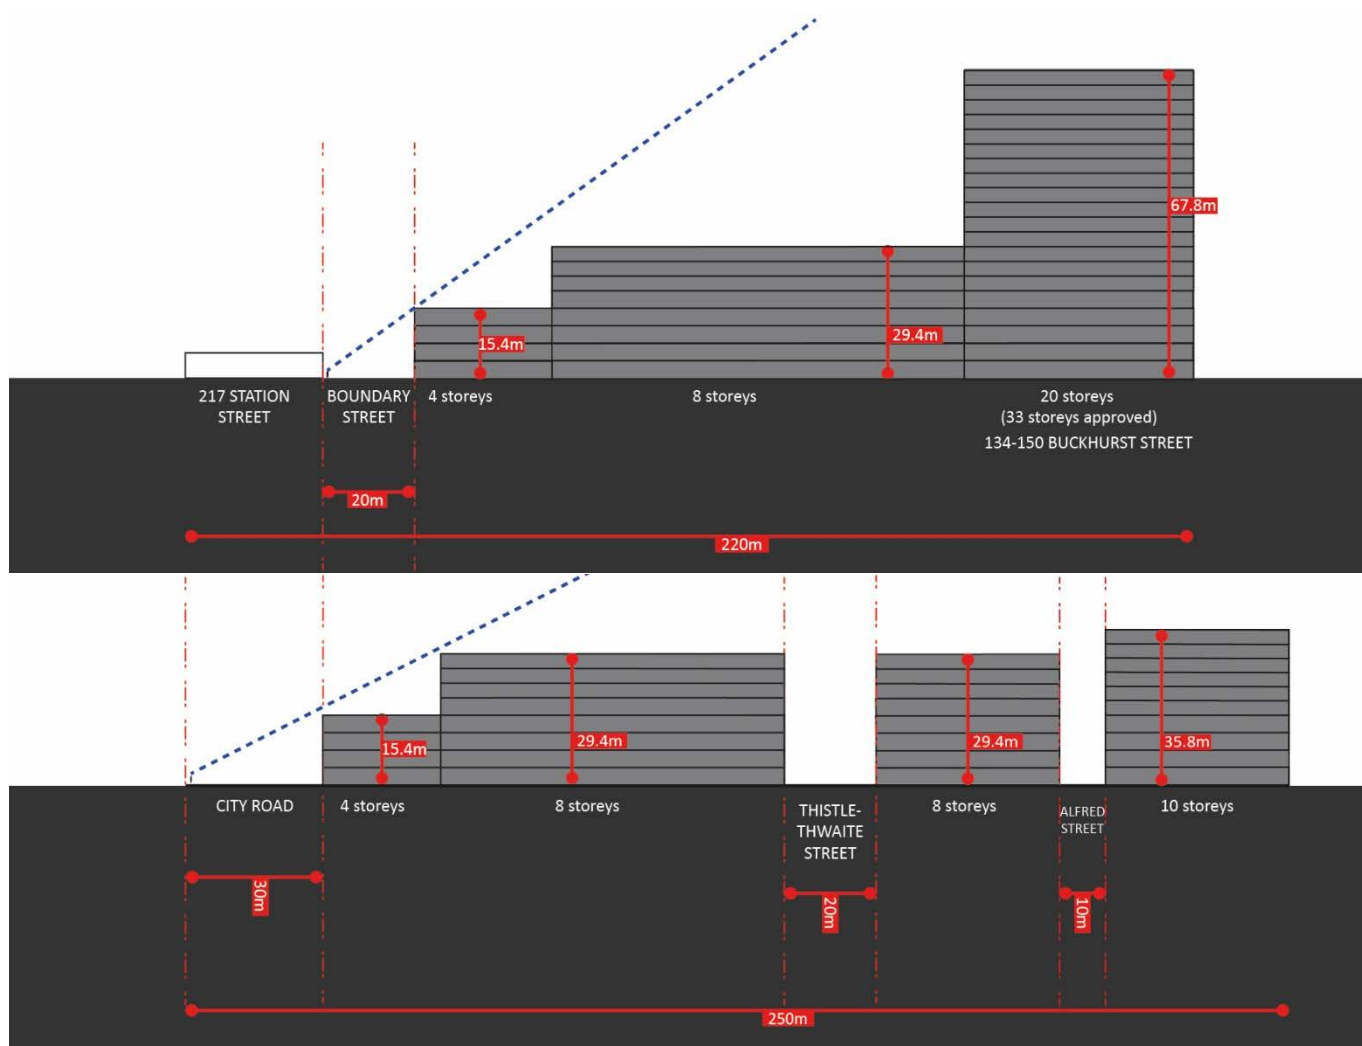 67.8m
15.4m
29.4m
217 STATION
STREET
BOUNDARY
STREET
4 storeys
8 storeys
20 storeys
(33 storeys approved)
134-150 BUCKHURST STREET
20m
220m
15.4m
29.4m
29.4m
35.8m
CITY ROAD
4 storeys
8 storeys
THISTLE-
THWAITE
STREET
8 storeys
ALFRED
STREET
10 storeys
30m
20m
10m
250m